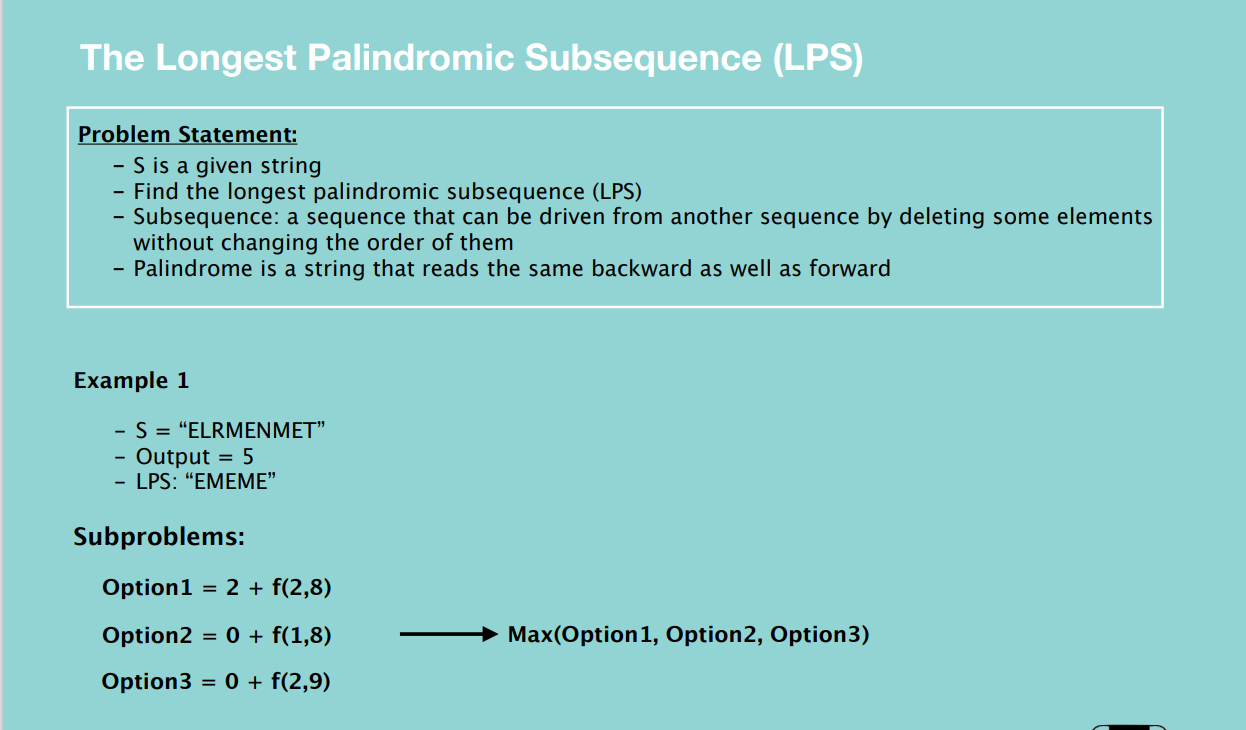 The Longest Palindromic Subsequence (LPS)
Problem Statement:
– S is a given string
– Find the longest palindromic subsequence (LPS)
– Subsequence: a sequence that can be driven from another sequence by deleting some elements
without changing the order of them
– Palindrome is a string that reads the same backward as well as forward
Example 1
– S = “ELRMENMET”
– Output = 5
– LPS: “EMEME”
Subproblems:
Option1 = 2 + f(2,8)
Option2 = 0 + f(1,8)
Max(Option1, Option2, Option3)
Option3 = 0 + f(2,9)